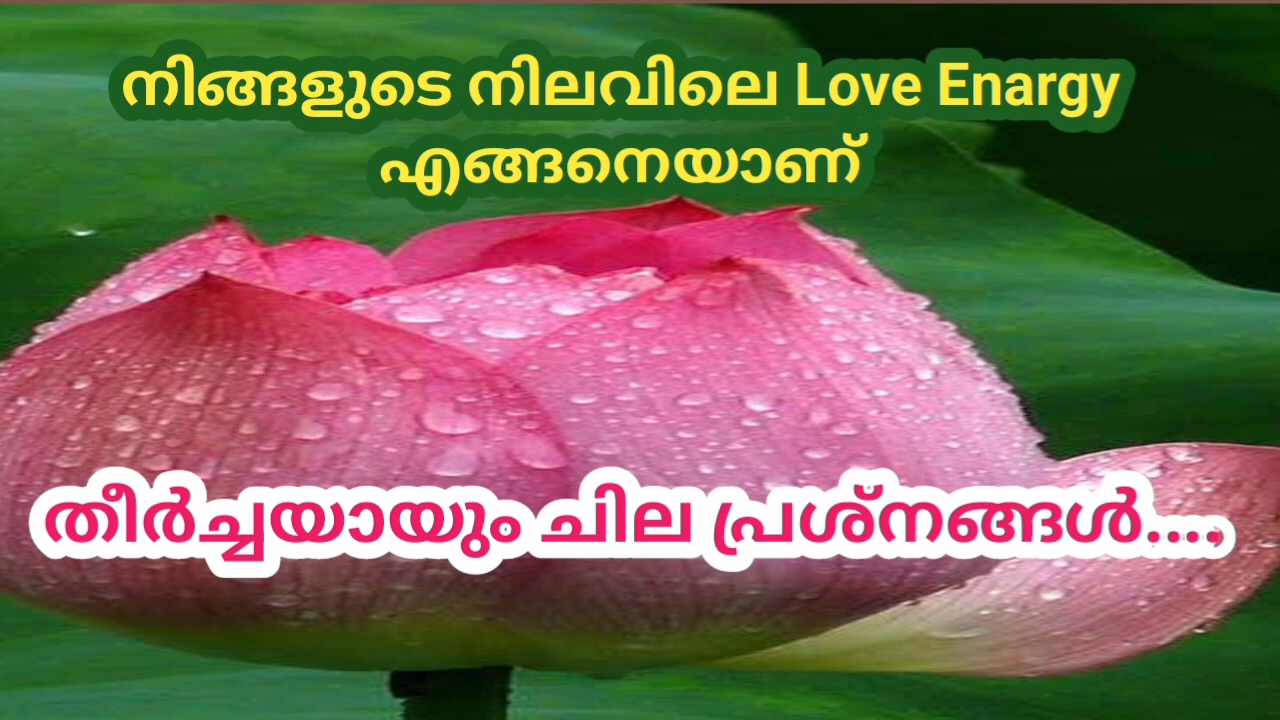 നിങ്ങളുടെ നിലവിലെ Love Enargy
എങ്ങനെയാണ്
തീർച്ചയായും ചില പ്രശ്നങ്ങൾ....